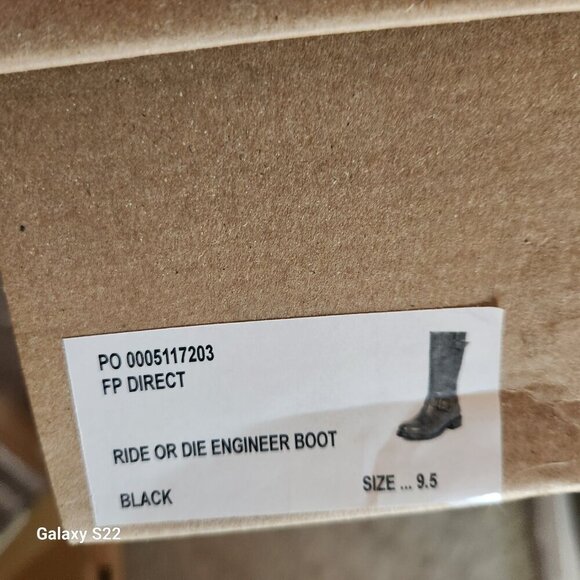 PO 0005117203
FP DIRECT
RIDE OR DIE ENGINEER BOOT
BLACK
SIZE ... 9.5
Galaxy S22